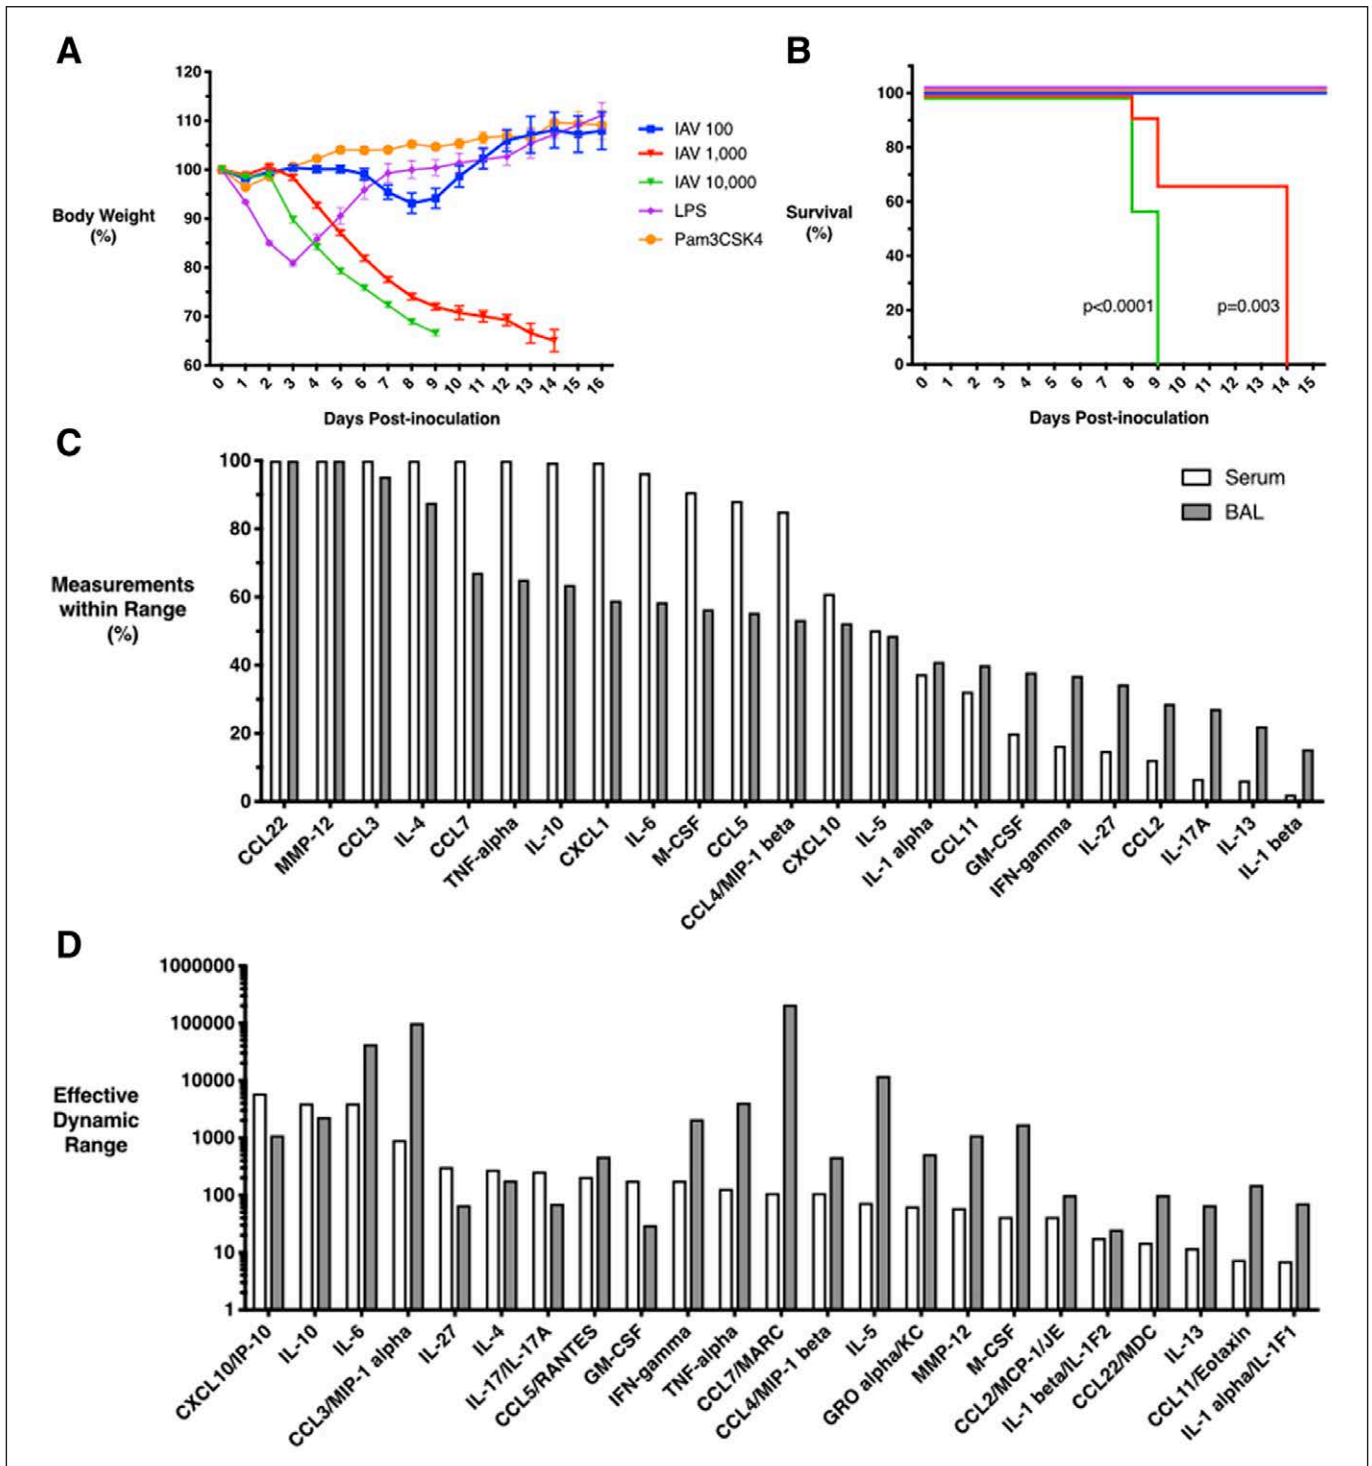 A
120
110
100
90
80
70
60
Body Weight
(%)
0 1 2 3 4 5 6 7 8 9 10 11 12 13 14 15 16
Days Post-inoculation
IAV 100
IAV 1,000
IAV 10,000
LPS
Pam3CSK4
B
100
80
60
40
20
0
Survival
(%)
p<0.0001
p=0.003
0 1 2 3 4 5 6 7 8 9 10 11 12 13 14 15
Days Post-inoculation
C
100
80
60
40
20
0
Measurements
within Range
(%)
Serum
BAL
CCL22
MMP-12
CCL3
IL-4
CCL7
TNF-alpha
IL-10
CXCL1
IL-6
M-CSF
CCL5
CCL4/MIP-1 beta
CXCL10
IL-5
IL-1 alpha
CCL11
GM-CSF
IFN-gamma
IL-27
CCL2
IL-17A
IL-13
IL-1 beta
D
1000000
100000
10000
1000
100
10
1
Effective
Dynamic
Range
CXCL10/IP-10
IL-10
IL-6
CCL3/MIP-1 alpha
IL-27
IL-4
IL-17/IL-17A
CCL5/RANTES
GM-CSF
IFN-gamma
TNF-alpha
CCL7/MARC
CCL4/MIP-1 beta
IL-5
GRO alpha/KC
MMP-12
M-CSF
CCL2/MCP-1/JE
IL-1 beta/IL-1F2
CCL22/MDC
IL-13
CCL11/Eotaxin
IL-1 alpha/IL-1F1